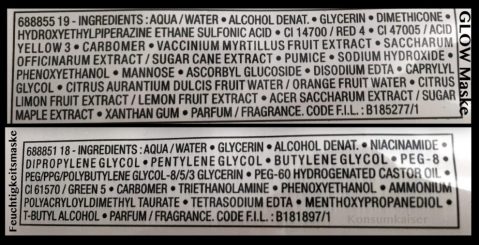 688855 19 - INGREDIENTS: AQUA / WATER • ALCOHOL DENAT. • GLYCERIN • DIMETHICONE •
HYDROXYETHYLPIPERAZINE ETHANE SULFONIC ACID • CI 14700 / RED 4 • CI 47005 / ACID
YELLOW 3 • CARBOMER • VACCINIUM MYRTILLUS FRUIT EXTRACT • SACCHARUM
OFFICINARUM EXTRACT / SUGAR CANE EXTRACT • PUMICE • SODIUM HYDROXIDE •
PHENOXYETHANOL • MANNOSE • ASCORBYL GLUCOSIDE • DISODIUM EDTA • CAPRYLYL
GLYCOL • CITRUS AURANTIUM DULCIS FRUIT WATER / ORANGE FRUIT WATER • CITRUS
LIMON FRUIT EXTRACT / LEMON FRUIT EXTRACT • ACER SACCHARUM EXTRACT / SUGAR
MAPLE EXTRACT • XANTHAN GUM • PARFUM / FRAGRANCE. CODE F.I.L. : B185277/1
GLOW Maske
Feuchtigkeitsmaske
688851 18 - INGREDIENTS: AQUA / WATER • GLYCERIN • ALCOHOL DENAT. • NIACINAMIDE •
DIPROPYLENE GLYCOL • PENTYLENE GLYCOL • BUTYLENE GLYCOL • PEG-8 •
PEG/PPG/POLYBUTYLENE GLYCOL-8/5/3 GLYCERIN • PEG-60 HYDROGENATED CASTOR OIL •
CI 61570 / GREEN 5 • CARBOMER • TRIETHANOLAMINE • PHENOXYETHANOL • AMMONIUM
POLYACRYLOYLDIMETHYL TAURATE • TETRASODIUM EDTA • MENTHOXYPROPANEDIOL •
T-BUTYL ALCOHOL • PARFUM / FRAGRANCE. CODE F.I.L. : B181897/1
Konsumkaiser